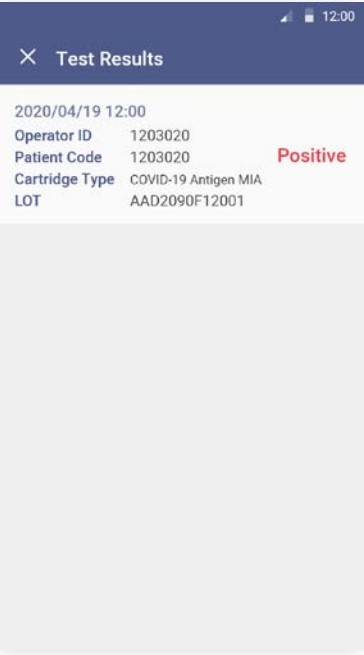 12:00
Test Results
2020/04/19 12:00
Operator ID 1203020
Patient Code 1203020 Positive
Cartridge Type COVID-19 Antigen MIA
LOT AAD2090F12001